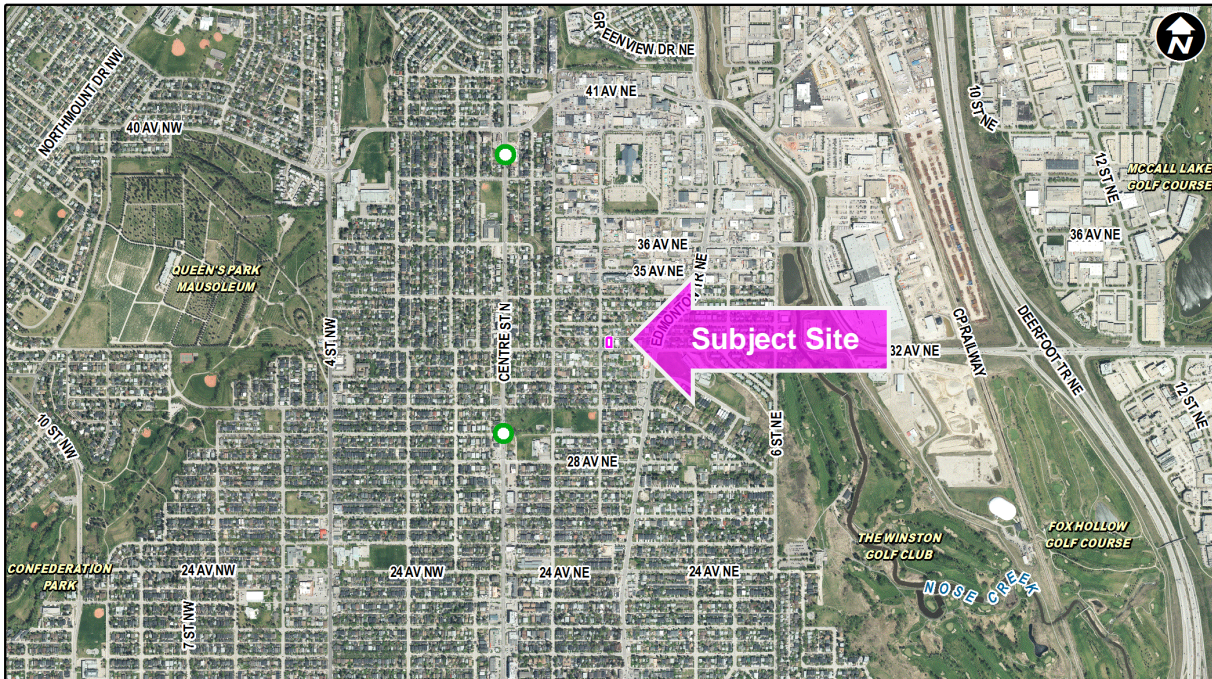 GREENVIEW DR NE
N
NORTHMOUNT DR NW
41 AV NE
10 ST NE
40 AV NW
12 ST NE
MCCALL LAKE
GOLF COURSE
36 AV NE
36 AV NE
QUEEN'S PARK
MAUSOLEUM
35 AV NE
EDMONTON TR NE
CENTRE ST N
4 ST NW
Subject Site
32 AV NE
CP RAILWAY
DEERFOOT TR NE
12 ST NE
10 ST NW
6 ST NE
28 AV NE
FOX HOLLOW
GOLF COURSE
THE WINSTON
GOLF CLUB
CONFEDERATION
PARK
24 AV NW
24 AV NW
24 AV NE
24 AV NE
NOSE CREEK
7 ST NW